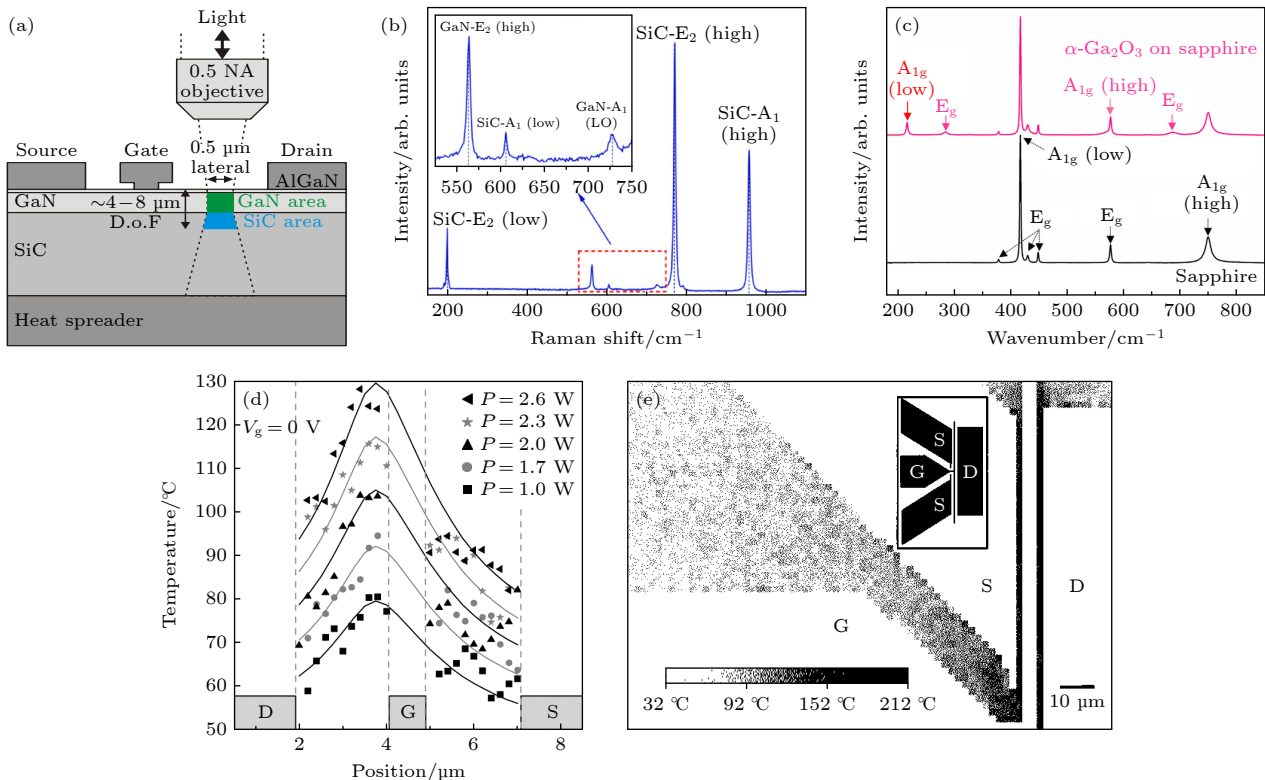 (a)
Light
0.5 NA
objective
Source
Gate
0.5 µm
lateral
Drain
AlGaN
GaN
~4–8 µm
D.o.F
GaN area
SiC area
SiC
Heat spreader
(b)
Intensity/arb. units
GaN-E₂ (high)
SiC-A₁ (low)
GaN-A₁
(LO)
550 600 650 700 750
SiC-E₂ (high)
SiC-A₁
(high)
SiC-E₂ (low)
200 400 600 800 1000
Raman shift/cm⁻¹
(c)
Intensity/arb. units
α-Ga₂O₃ on sapphire
A₁g
(low)
E_g
A₁g (high)
E_g
A₁g (low)
E_g
E_g
A₁g
(high)
Sapphire
200 300 400 500 600 700 800
Wavenumber/cm⁻¹
(d)
V_g = 0 V
P = 2.6 W
P = 2.3 W
P = 2.0 W
P = 1.7 W
P = 1.0 W
Temperature/℃
130
120
110
100
90
80
70
60
50
D
G
S
2 4 6 8
Position/µm
(e)
S
G
D
S
S
D
G
32 ℃ 92 ℃ 152 ℃ 212 ℃
10 µm